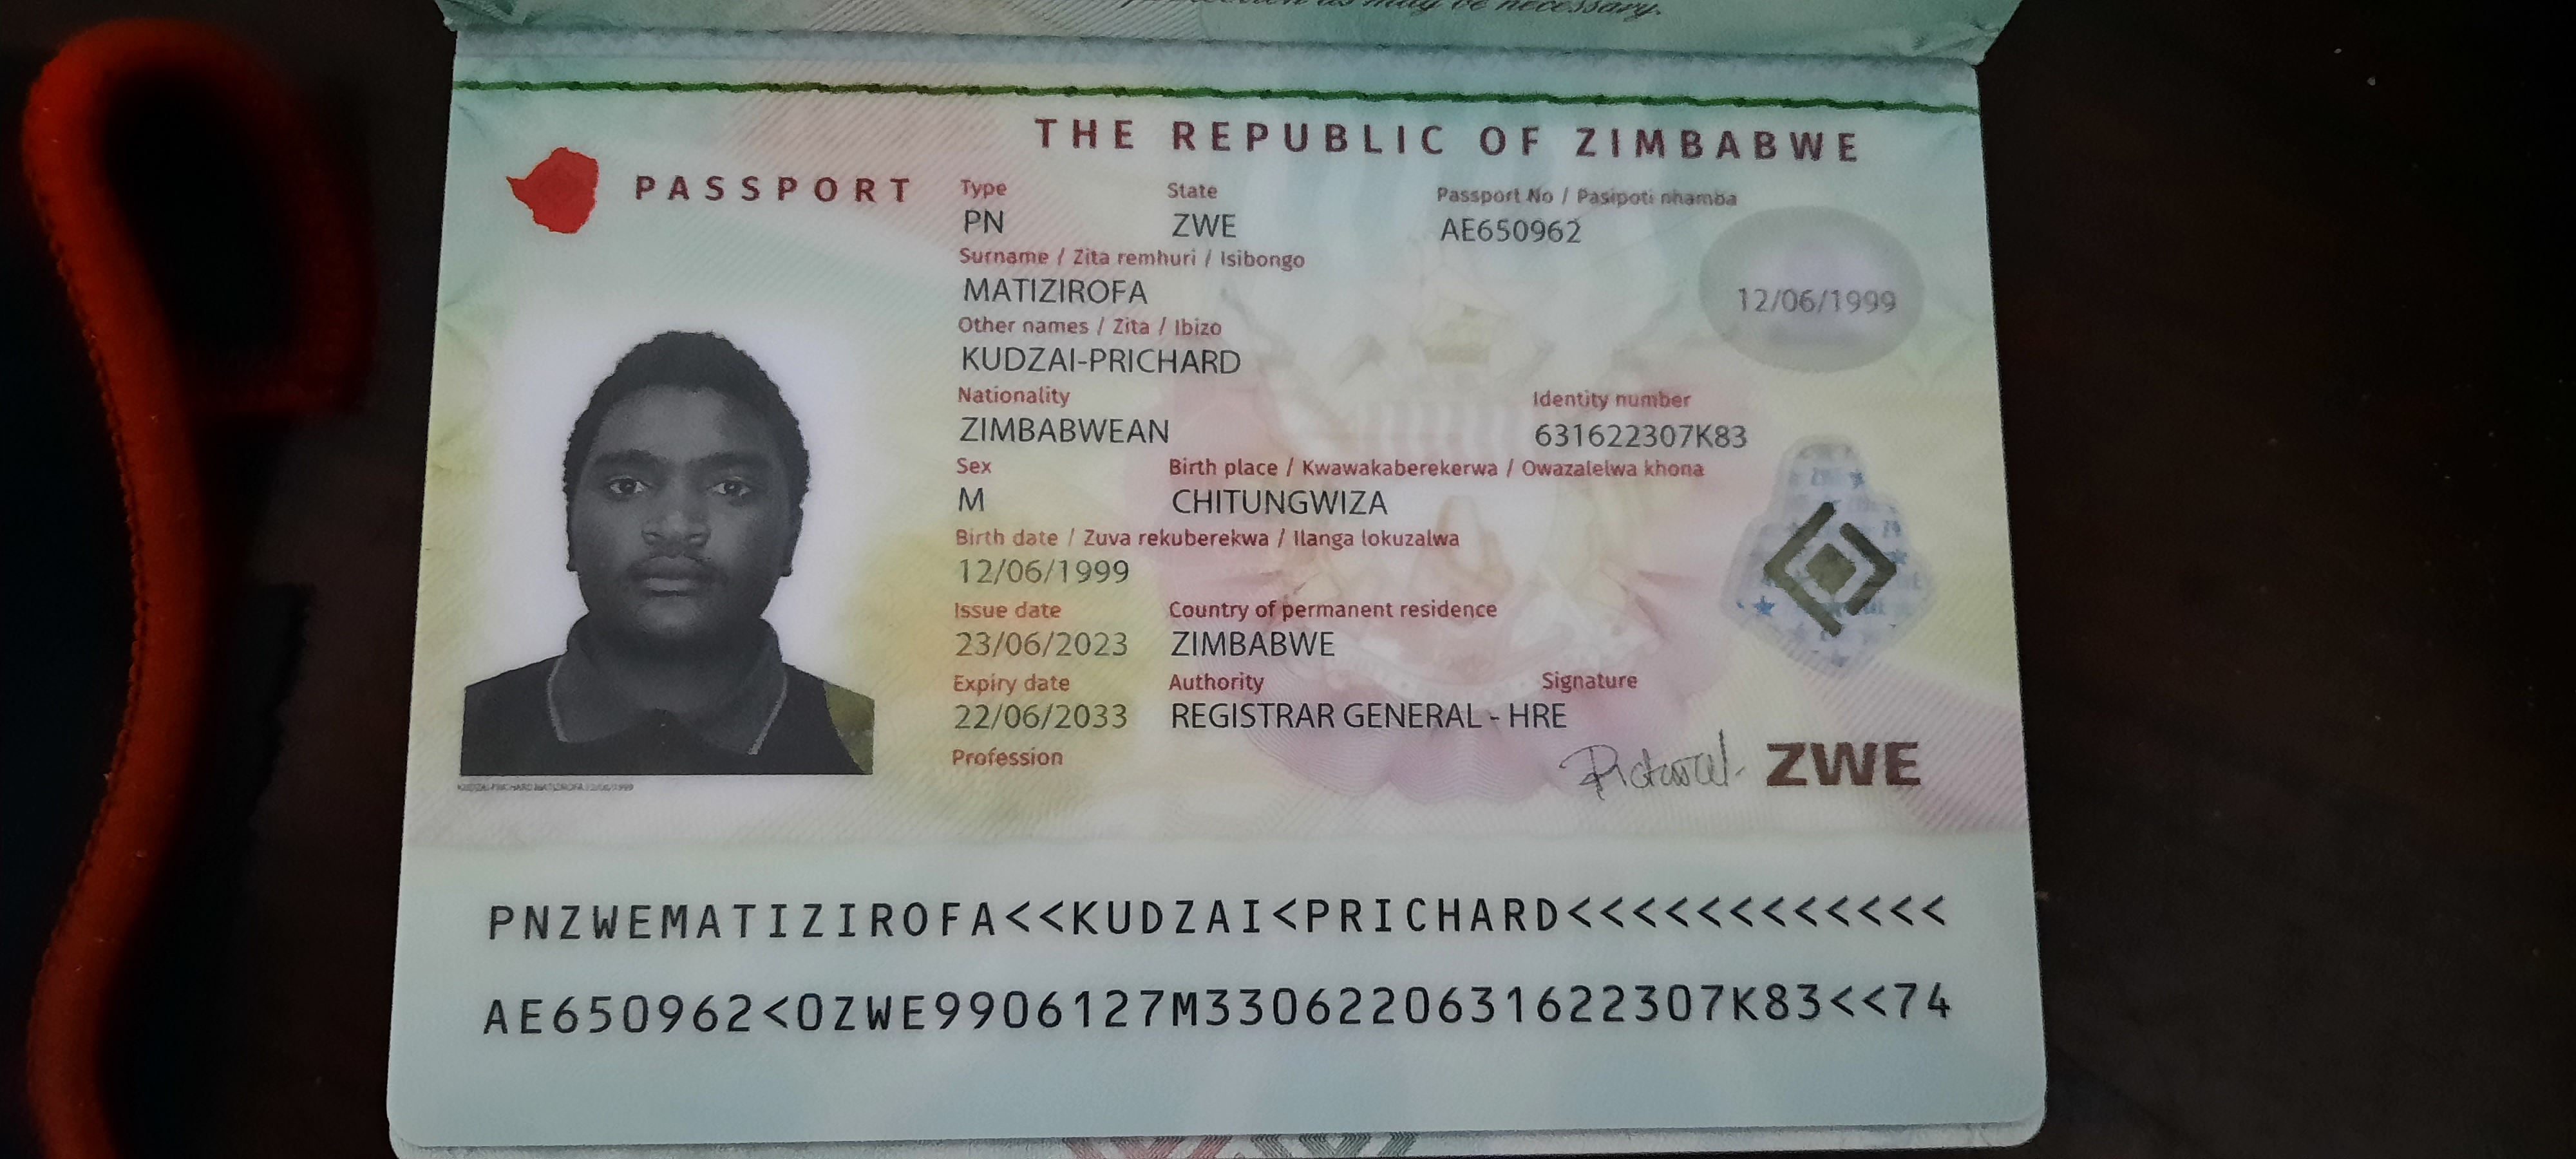 THE REPUBLIC OF ZIMBABWE
PASSPORT
Type State Passport No / Pasipoti nhamba
PN ZWE AE650962
Surname / Zita remhuri / Isibongo
MATIZIROFA
12/06/1999
Other names / Zita / Ibizo
KUDZAI-PRICHARD
Nationality Identity number
ZIMBABWEAN 631622307K83
Sex Birth place / Kwawakaberekerwa / Owazalelwa khona
M CHITUNGWIZA
Birth date / Zuva rekuberekwa / Ilanga lokuzalwa
12/06/1999
Issue date Country of permanent residence
23/06/2023 ZIMBABWE
Expiry date Authority Signature
22/06/2033 REGISTRAR GENERAL - HRE
Profession
ZWE
PNZWEMATIZIROFA<<KUDZAI<PRICHARD<<<<<<<<<<<<
AE650962<0ZWE9906127M3306220631622307K83<<74